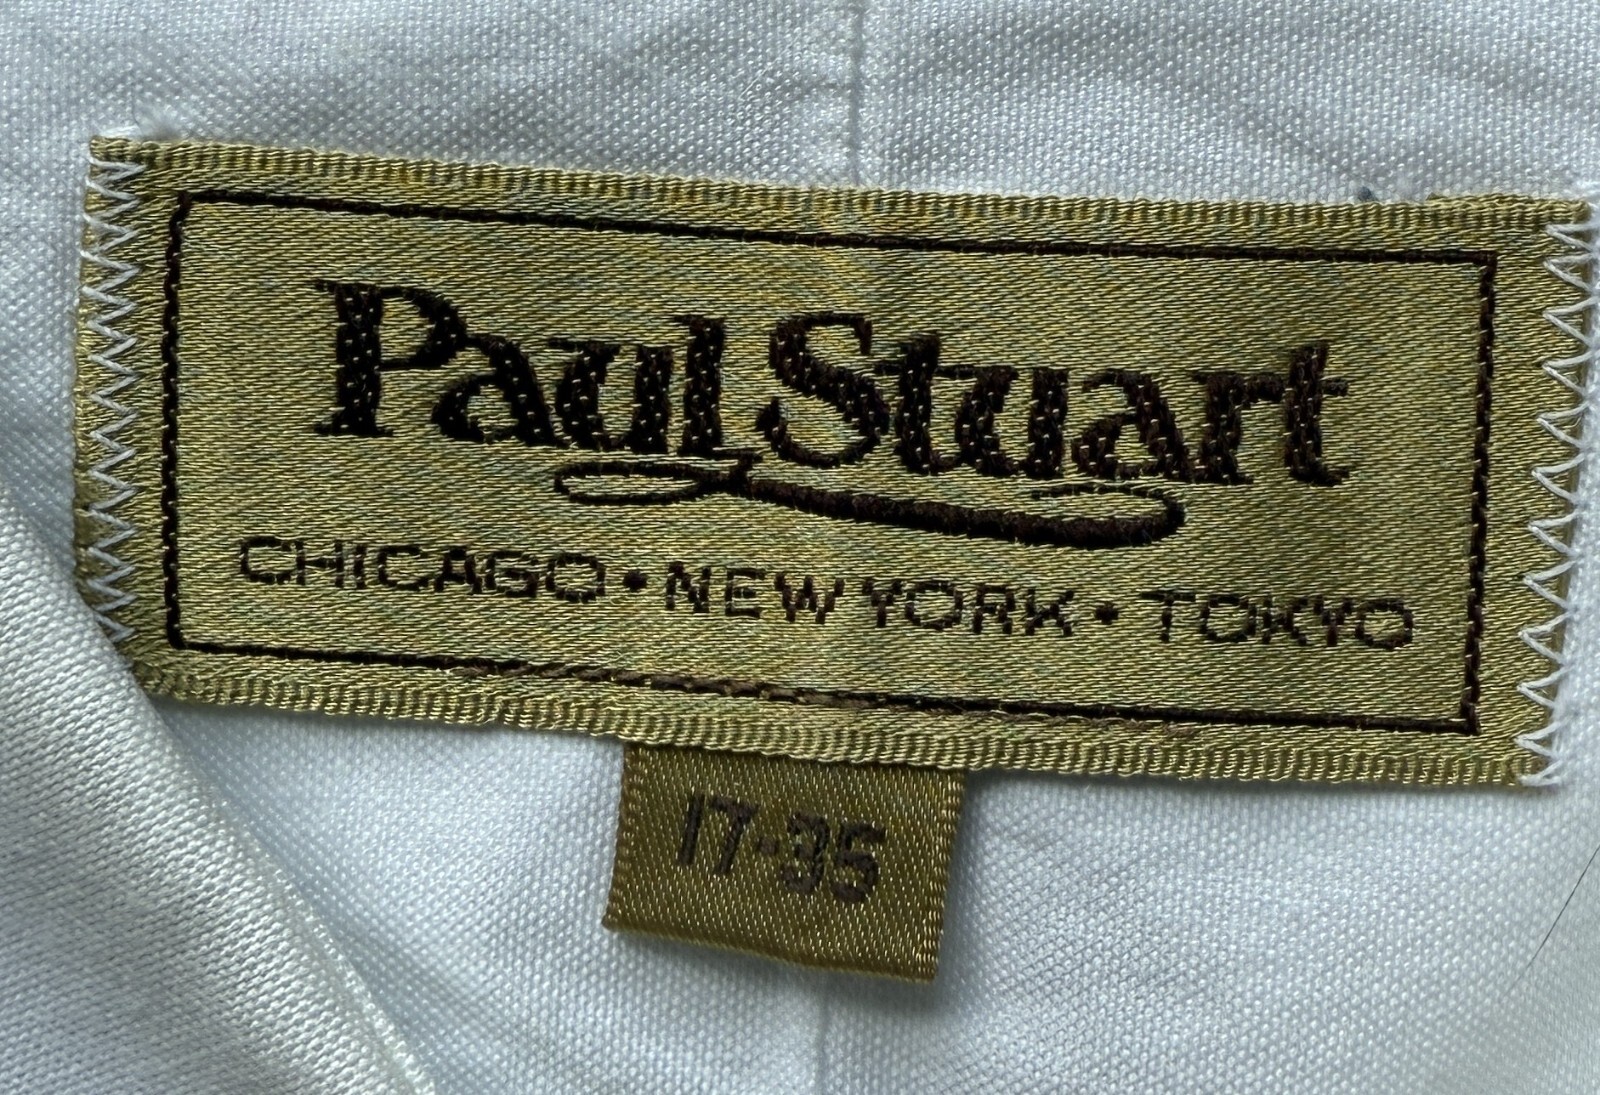 Paul Stuart
CHICAGO • NEW YORK • TOKYO
17-35